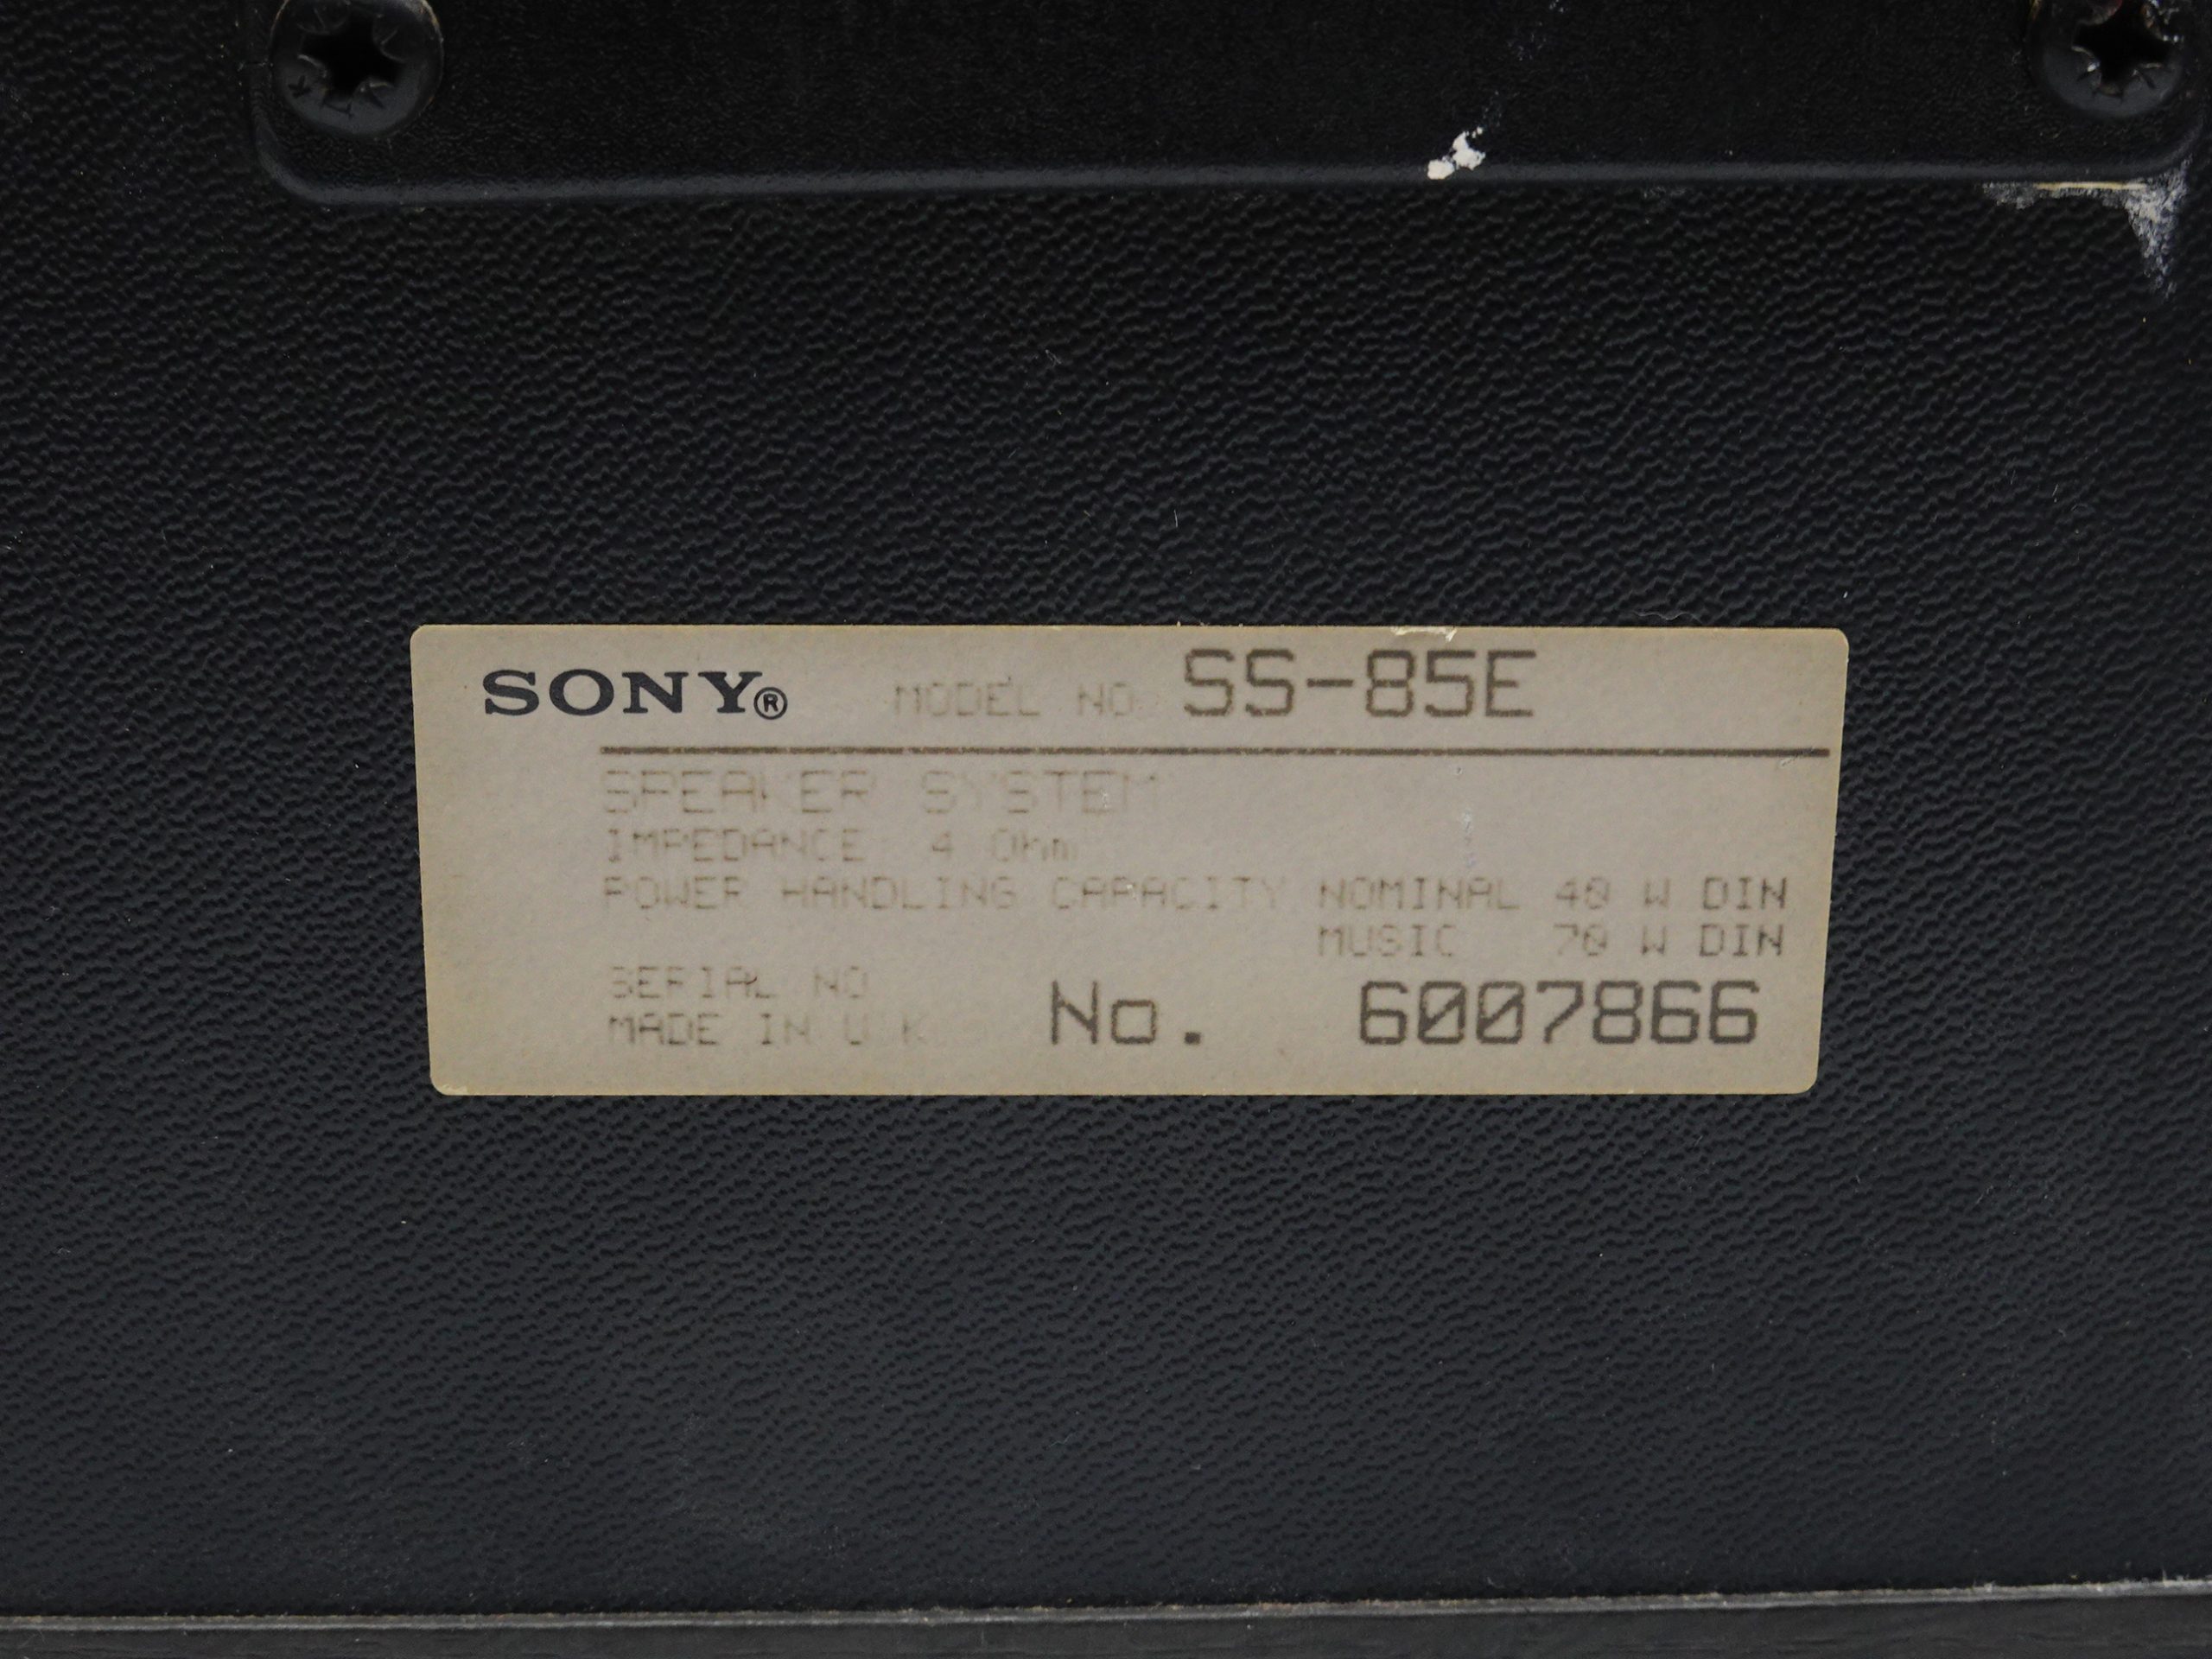 SONY® MODEL NO SS-85E
SPEAKER SYSTEM
IMPEDANCE 4 Ohm
POWER HANDLING CAPACITY NOMINAL 40 W DIN
MUSIC 70 W DIN
SERIAL NO
MADE IN U K No. 6007866